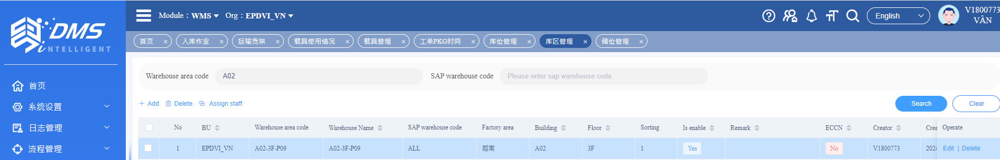 DMS
iNTELLIGENT
首页
系统设置
日志管理
流程管理
Module：WMS Org：EPDVI_VN
English
V1800773
VÂN
首页 × 入库作业 × 运输货架 × 载具使用情况 × 载具管理 × 工单PKG时间 × 库位管理 × 库区管理 × 储位管理 ×
Warehouse area code A02 SAP warehouse code Please enter sap warehouse code
+ Add Delete Assign staff Search Clear
No BU Warehouse area code Warehouse Name SAP warehouse code Factory area Building Floor Sorting Is enable Remark ECCN Creator Crea Operate
1 EPDVI_VN A02-3F-P09 A02-3F-P09 ALL 越南 A02 3F 1 Yes No V1800773 2024 Edit | Delete